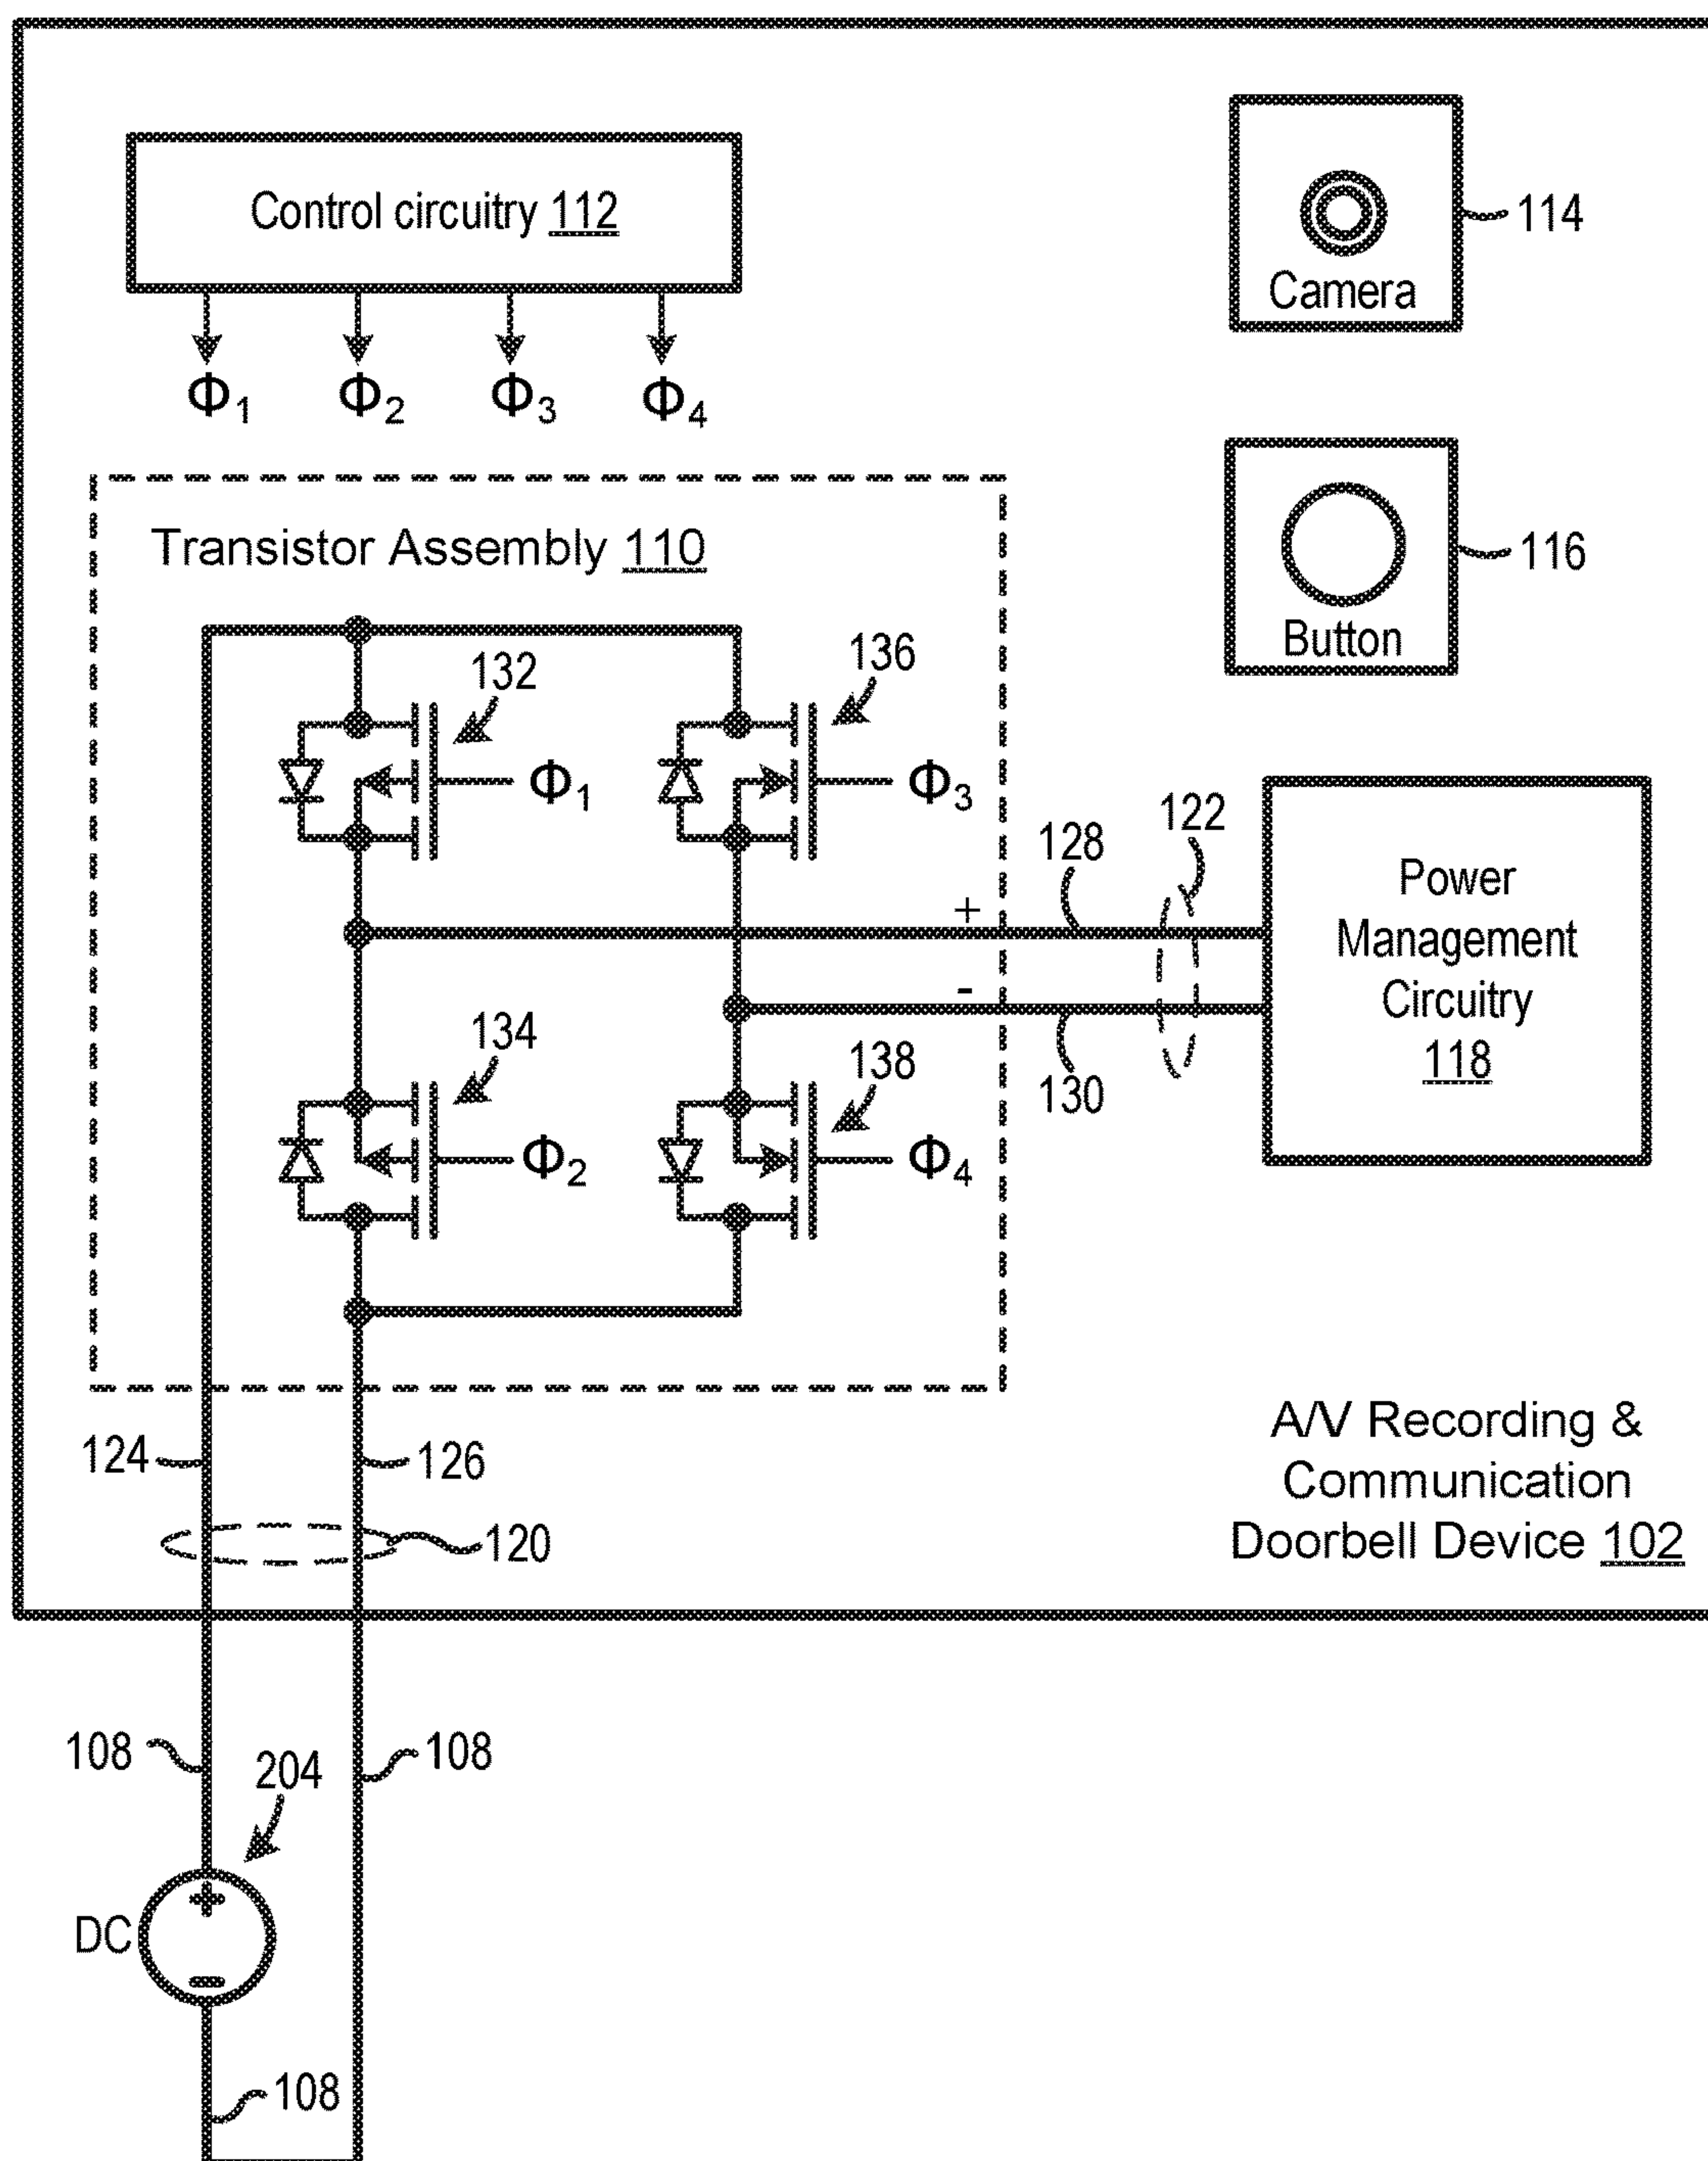 Control circuitry 112
Φ1 Φ2 Φ3 Φ4
114
Camera
116
Button
Transistor Assembly 110
132
136
Φ1
Φ3
128
122
+
-
130
Power
Management
Circuitry
118
134
138
Φ2
Φ4
124
126
120
A/V Recording &
Communication
Doorbell Device 102
108
108
204
+
DC
-
108